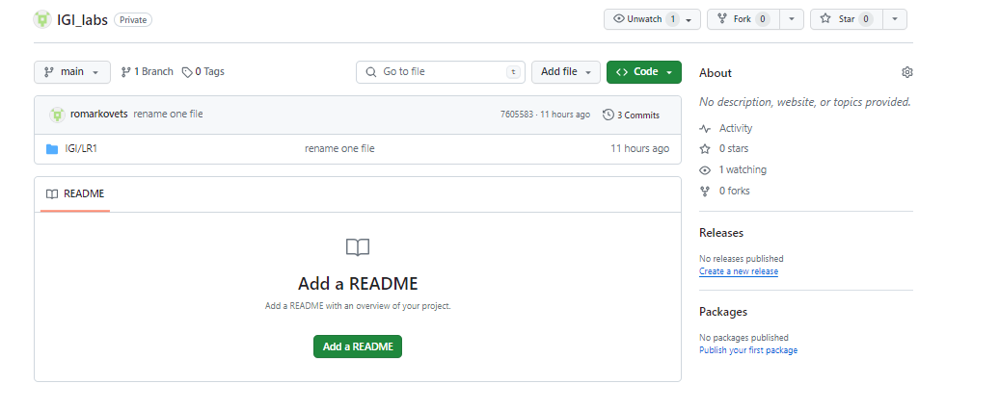 IGI_labs Private Unwatch 1 Fork 0 Star 0
main 1 Branch 0 Tags Go to file t Add file Code
romarkovets rename one file 7605583 · 11 hours ago 3 Commits
IGI/LR1 rename one file 11 hours ago
README
Add a README
Add a README with an overview of your project.
Add a README
About
No description, website, or topics provided.
Activity
0 stars
1 watching
0 forks
Releases
No releases published
Create a new release
Packages
No packages published
Publish your first package